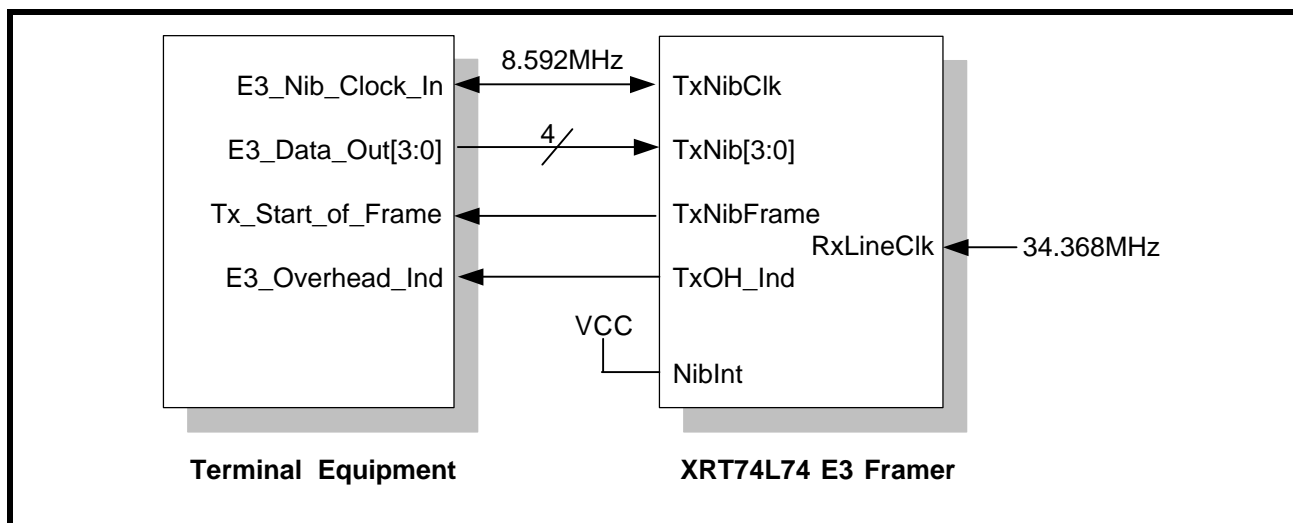 8.592MHz
E3_Nib_Clock_In
TxNibClk
E3_Data_Out[3:0]
4
TxNib[3:0]
Tx_Start_of_Frame
TxNibFrame
RxLineClk
34.368MHz
E3_Overhead_Ind
TxOH_Ind
VCC
NibInt
Terminal Equipment
XRT74L74 E3 Framer